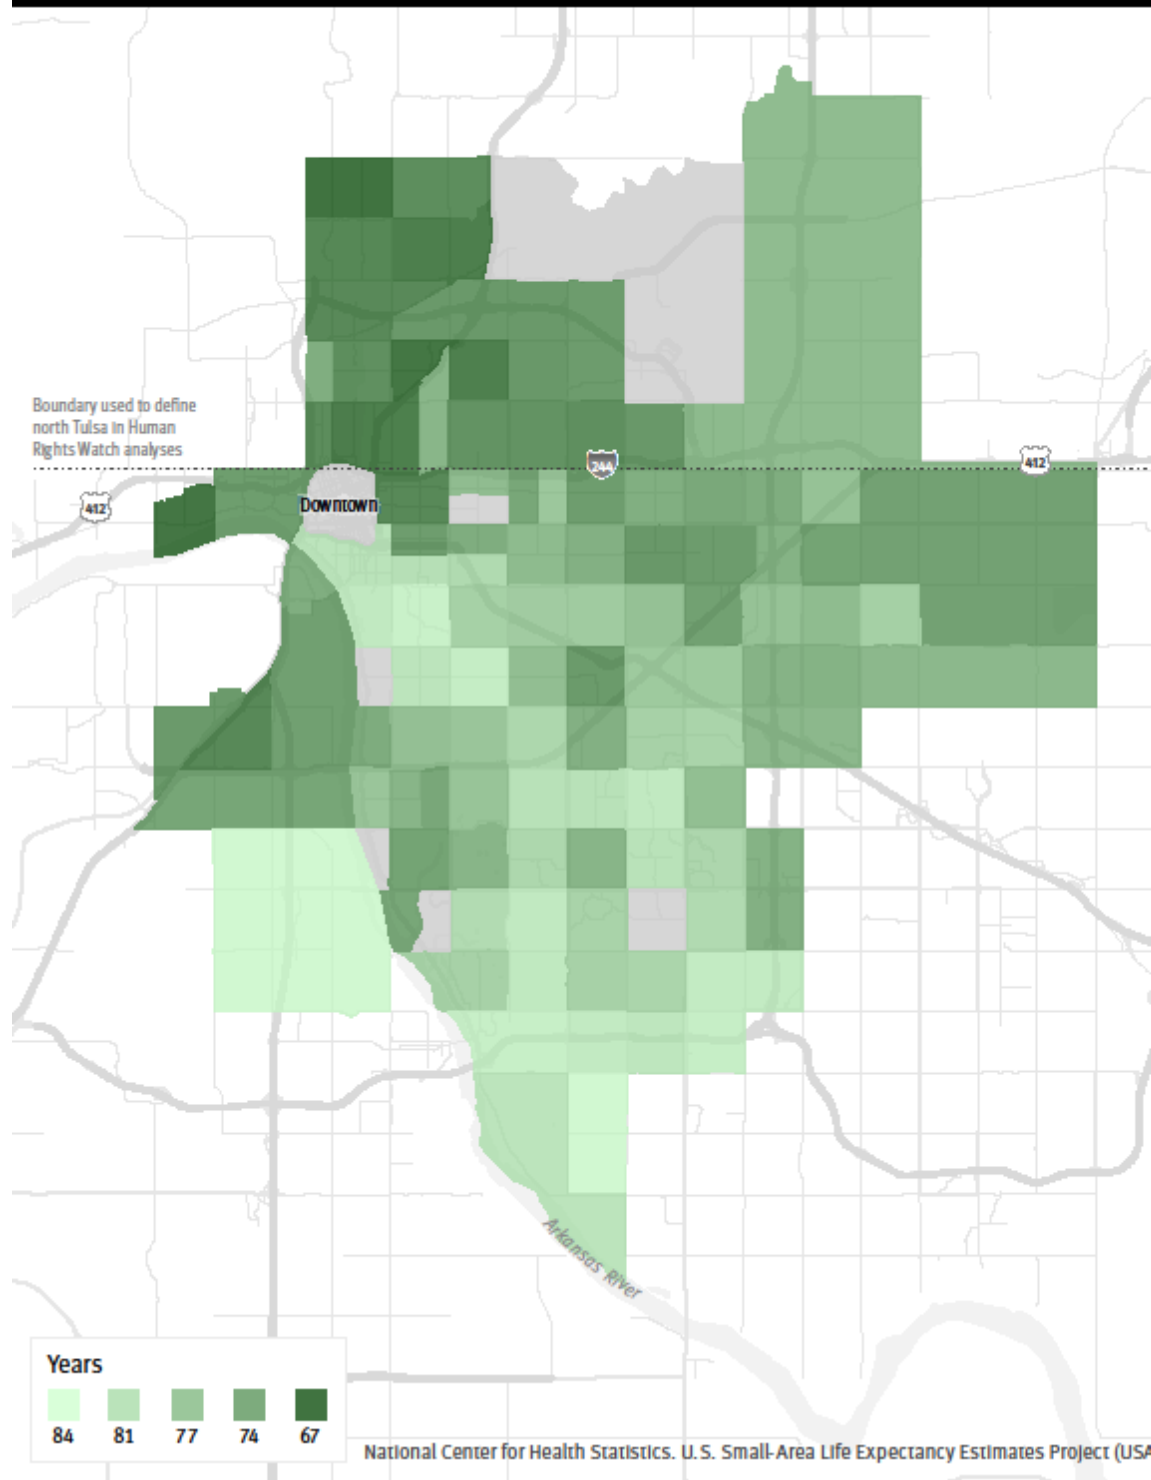 Boundary used to define
north Tulsa in Human
Rights Watch analyses
244
412
412
Downtown
Arkansas River
Years
84 81 77 74 67
National Center for Health Statistics. U.S. Small-Area Life Expectancy Estimates Project (USA